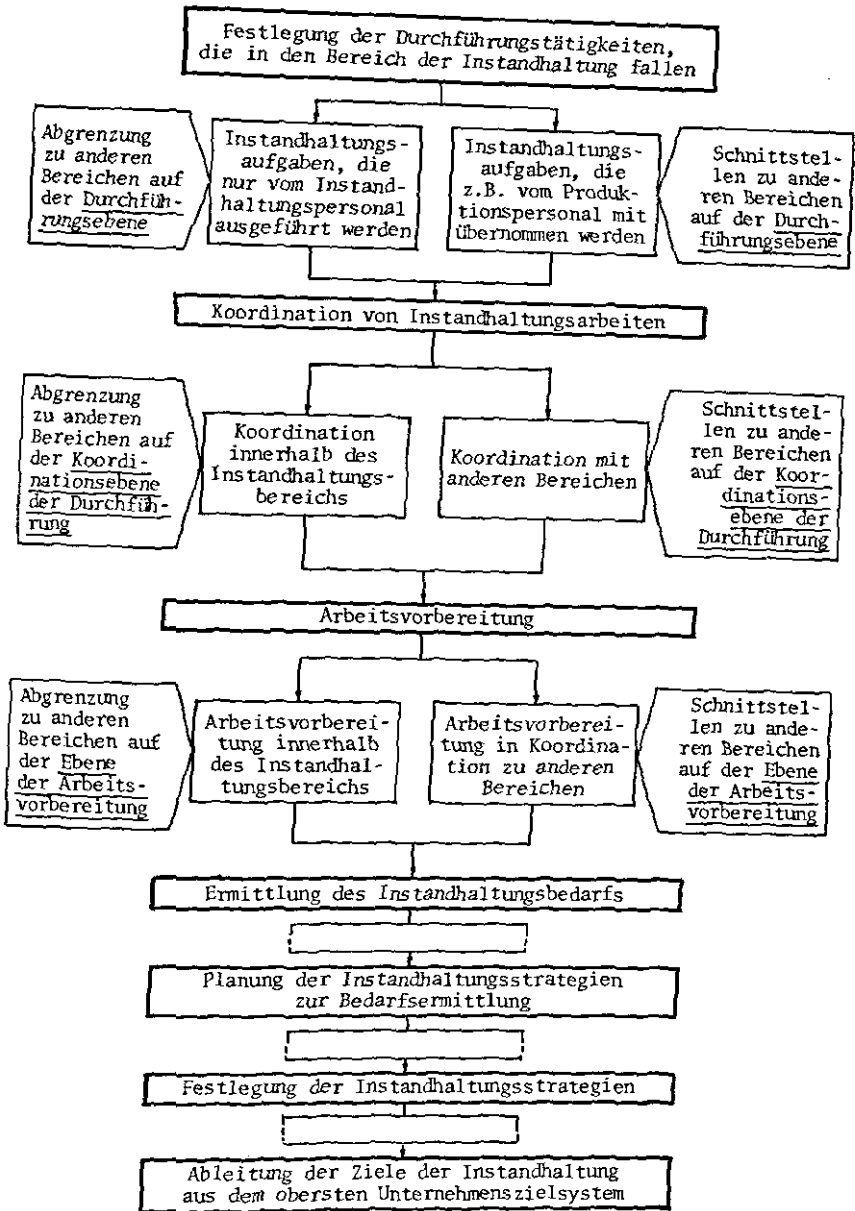 Festlegung der Durchführungstätigkeiten,
die in den Bereich der Instandhaltung fallen
Abgrenzung
zu anderen
Bereichen auf
der Durchfüh-
rungsebene
Instandhaltungs-
aufgaben, die
nur vom Instand-
haltungspersonal
ausgeführt werden
Instandhaltungs-
aufgaben, die
z.B. vom Produk-
tionspersonal mit
übernommen werden
Schnittstel-
len zu ande-
ren Bereichen
auf der Durch-
führungsebene
Koordination von Instandhaltungsarbeiten
Abgrenzung
zu anderen
Bereichen auf
der Koordi-
nationsebene
der Durchfüh-
rung
Koordination
innerhalb des
Instandhaltungs-
bereichs
Koordination mit
anderen Bereichen
Schnittstel-
len zu ande-
ren Bereichen
auf der Koor-
dinations-
ebene der
Durchführung
Arbeitsvorbereitung
Abgrenzung
zu anderen
Bereichen auf
der Ebene
der Arbeits-
vorbereitung
Arbeitsvorberei-
tung innerhalb
des Instandhal-
tungsbereichs
Arbeitsvorberei-
tung in Koordina-
tion zu anderen
Bereichen
Schnittstel-
len zu ande-
ren Bereichen
auf der Ebene
der Arbeits-
vorbereitung
Ermittlung des Instandhaltungsbedarfs
Planung der Instandhaltungsstrategien
zur Bedarfsermittlung
Festlegung der Instandhaltungsstrategien
Ableitung der Ziele der Instandhaltung
aus dem obersten Unternehmenszielsystem